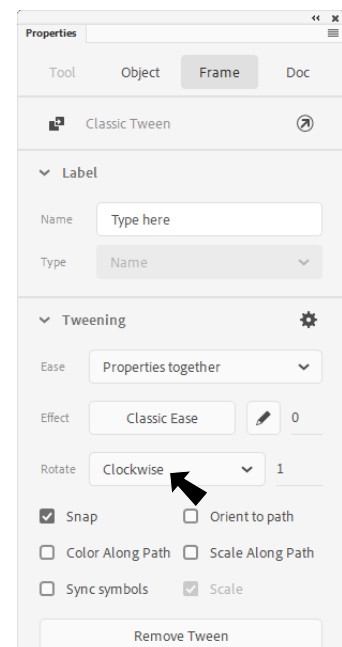 Properties
Tool Object Frame Doc
Classic Tween
Label
Name Type here
Type Name
Tweening
Ease Properties together
Effect Classic Ease 0
Rotate Clockwise 1
Snap Orient to path
Color Along Path Scale Along Path
Sync symbols Scale
Remove Tween